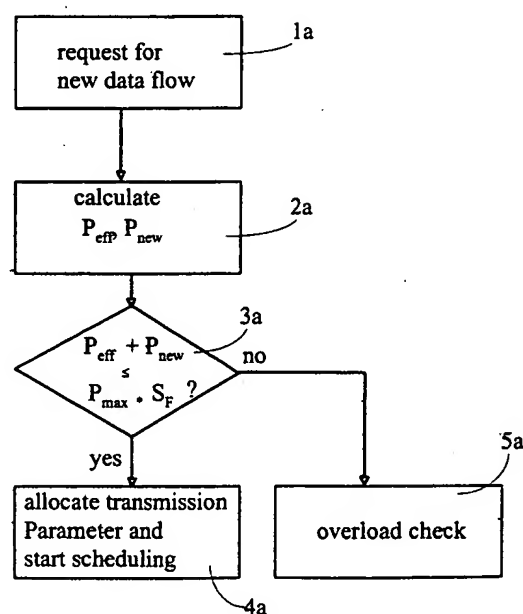 1a
request for
new data flow
calculate
2a
P_eff, P_new
3a
P_eff + P_new
no
≤
P_max * S_F ?
yes
5a
allocate transmission
Parameter and
start scheduling
overload check
4a